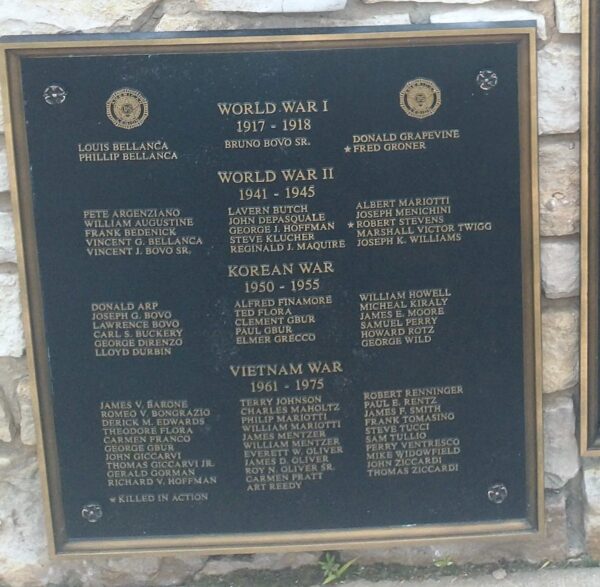 WORLD WAR I
1917 - 1918
LOUIS BELLANCA
PHILLIP BELLANCA
BRUNO BOVO SR.
DONALD GRAPEVINE
★FRED GRONER
WORLD WAR II
1941 - 1945
PETE ARGENZIANO
WILLIAM AUGUSTINE
FRANK BEDENICK
VINCENT G. BELLANCA
VINCENT J. BOVO SR.
LAVERN BUTCH
JOHN DEPASQUALE
GEORGE J. HOFFMAN
STEVE KLUCHER
REGINALD J. MAQUIRE
ALBERT MARIOTTI
JOSEPH MENICHINI
★ROBERT STEVENS
MARSHALL VICTOR TWIGG
JOSEPH K. WILLIAMS
KOREAN WAR
1950 - 1955
DONALD ARP
JOSEPH G. BOVO
LAWRENCE BOVO
CARL S. BUCKERY
GEORGE DIRENZO
LLOYD DURBIN
ALFRED FINAMORE
TED FLORA
CLEMENT GBUR
PAUL GBUR
ELMER GRECCO
WILLIAM HOWELL
MICHEAL KIRALY
JAMES E. MOORE
SAMUEL PERRY
HOWARD ROTZ
GEORGE WILD
VIETNAM WAR
1961 - 1975
JAMES V. BARONE
ROMEO V. BONGRAZIO
DERICK M. EDWARDS
THEODORE FLORA
CARMEN FRANCO
GEORGE GBUR
JOHN GICCARVI
THOMAS GICCARVI JR.
GERALD GORMAN
RICHARD V. HOFFMAN
TERRY JOHNSON
CHARLES MAHOLTZ
PHILIP MARIOTTI
WILLIAM MARIOTTI
JAMES MENTZER
WILLIAM MENTZER
EVERETT W. OLIVER
JAMES D. OLIVER
ROY N. OLIVER SR.
CARMEN PRATT
ART REEDY
ROBERT RENNINGER
PAUL E. RENTZ
JAMES F. SMITH
FRANK TOMASINO
STEVE TUCCI
SAM TULLIO
PERRY VENTRESCO
MIKE WIDGWFIELD
JOHN ZICCARDI
THOMAS ZICCARDI
★KILLED IN ACTION